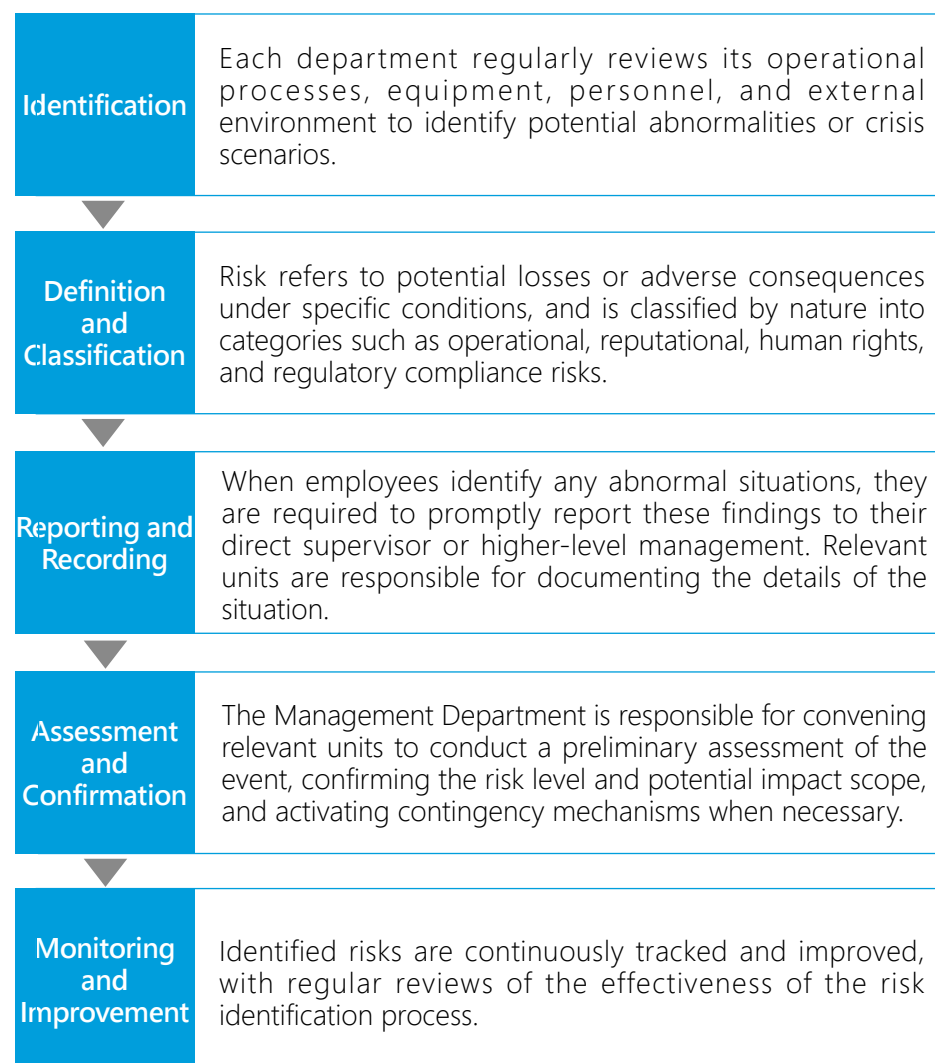 Identification
Each department regularly reviews its operational
processes, equipment, personnel, and external
environment to identify potential abnormalities or crisis
scenarios.
Definition
and
Classification
Risk refers to potential losses or adverse consequences
under specific conditions, and is classified by nature into
categories such as operational, reputational, human rights,
and regulatory compliance risks.
Reporting and
Recording
When employees identify any abnormal situations, they
are required to promptly report these findings to their
direct supervisor or higher-level management. Relevant
units are responsible for documenting the details of the
situation.
Assessment
and
Confirmation
The Management Department is responsible for convening
relevant units to conduct a preliminary assessment of the
event, confirming the risk level and potential impact scope,
and activating contingency mechanisms when necessary.
Monitoring
and
Improvement
Identified risks are continuously tracked and improved,
with regular reviews of the effectiveness of the risk
identification process.